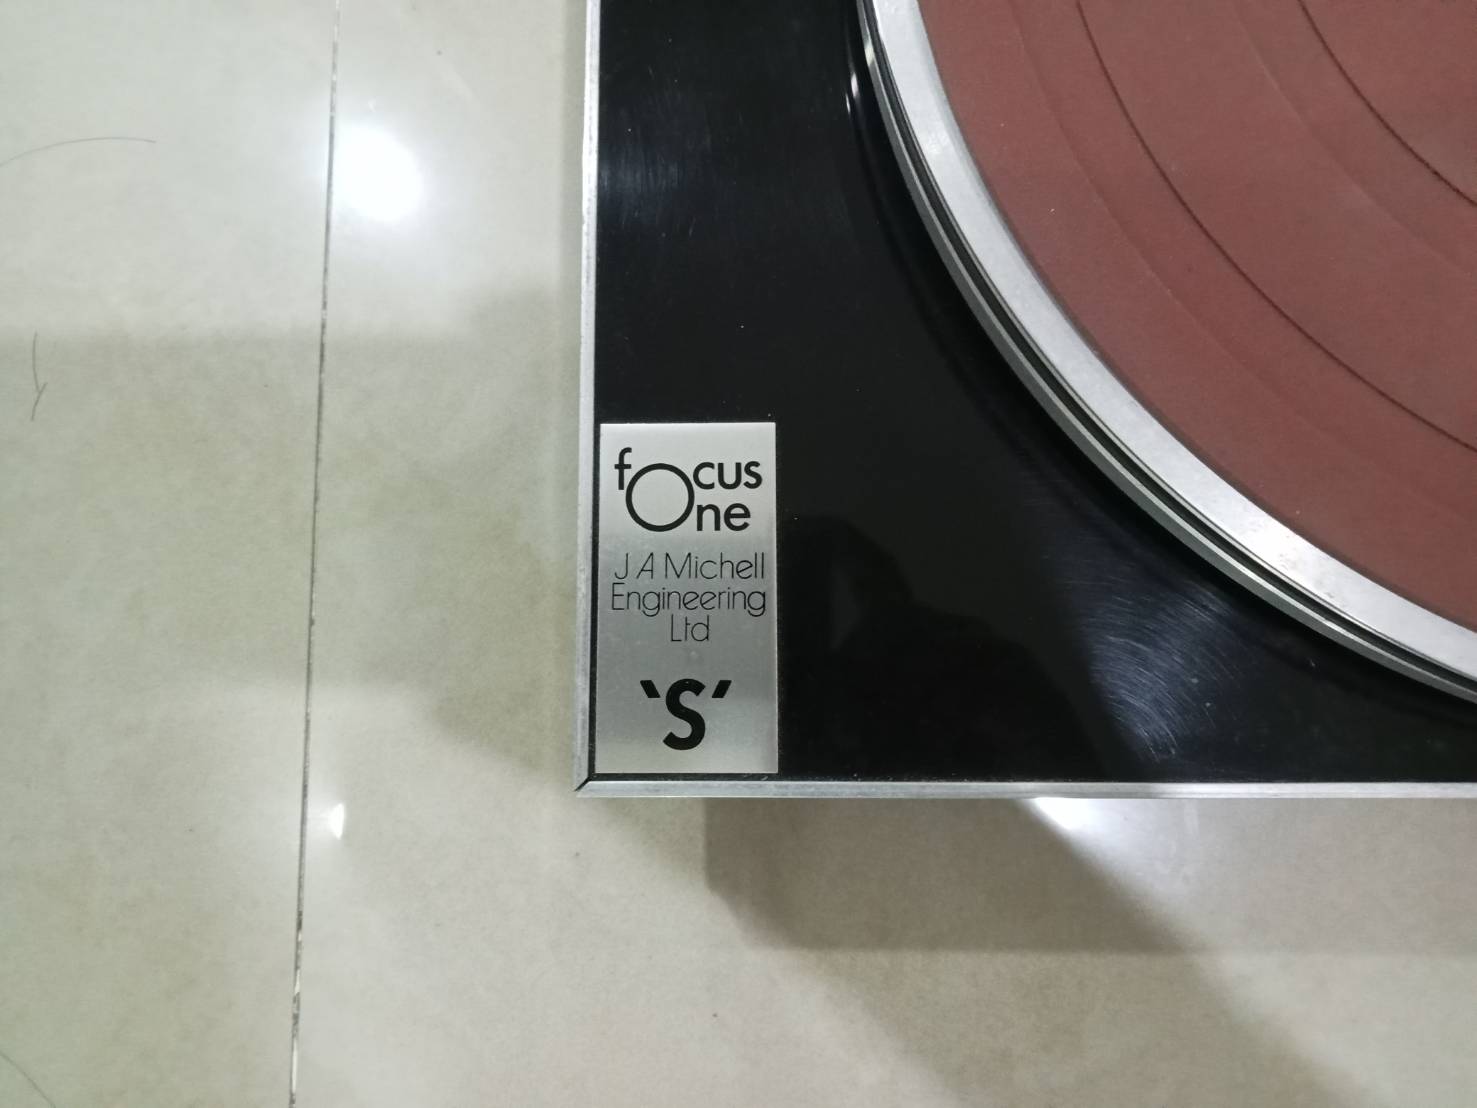 focus
One
J A Michell
Engineering
Ltd
‘S’